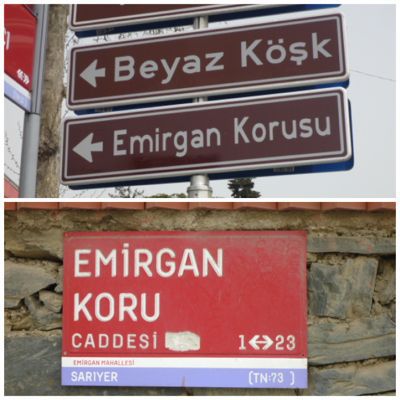 ← Beyaz Köşk
← Emirgan Korusu
EMİRGAN
KORU
CADDESİ 1↔23
EMİRGAN MAHALLESİ
SARIYER (TN:73)